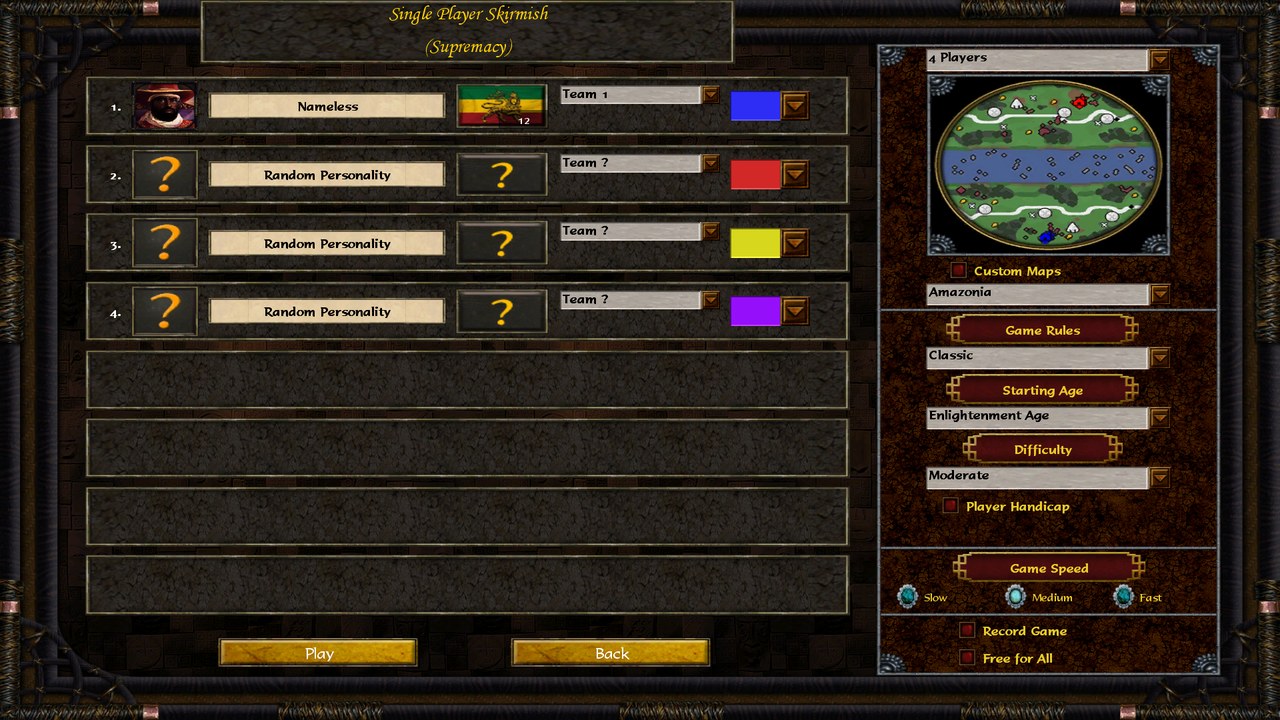 Single Player Skirmish
(Supremacy)
1.
Nameless
12
Team 1
2.
?
Random Personality
?
Team ?
3.
?
Random Personality
?
Team ?
4.
?
Random Personality
?
Team ?
Play
Back
4 Players
Custom Maps
Amazonia
Game Rules
Classic
Starting Age
Enlightenment Age
Difficulty
Moderate
Player Handicap
Game Speed
Slow
Medium
Fast
Record Game
Free for All